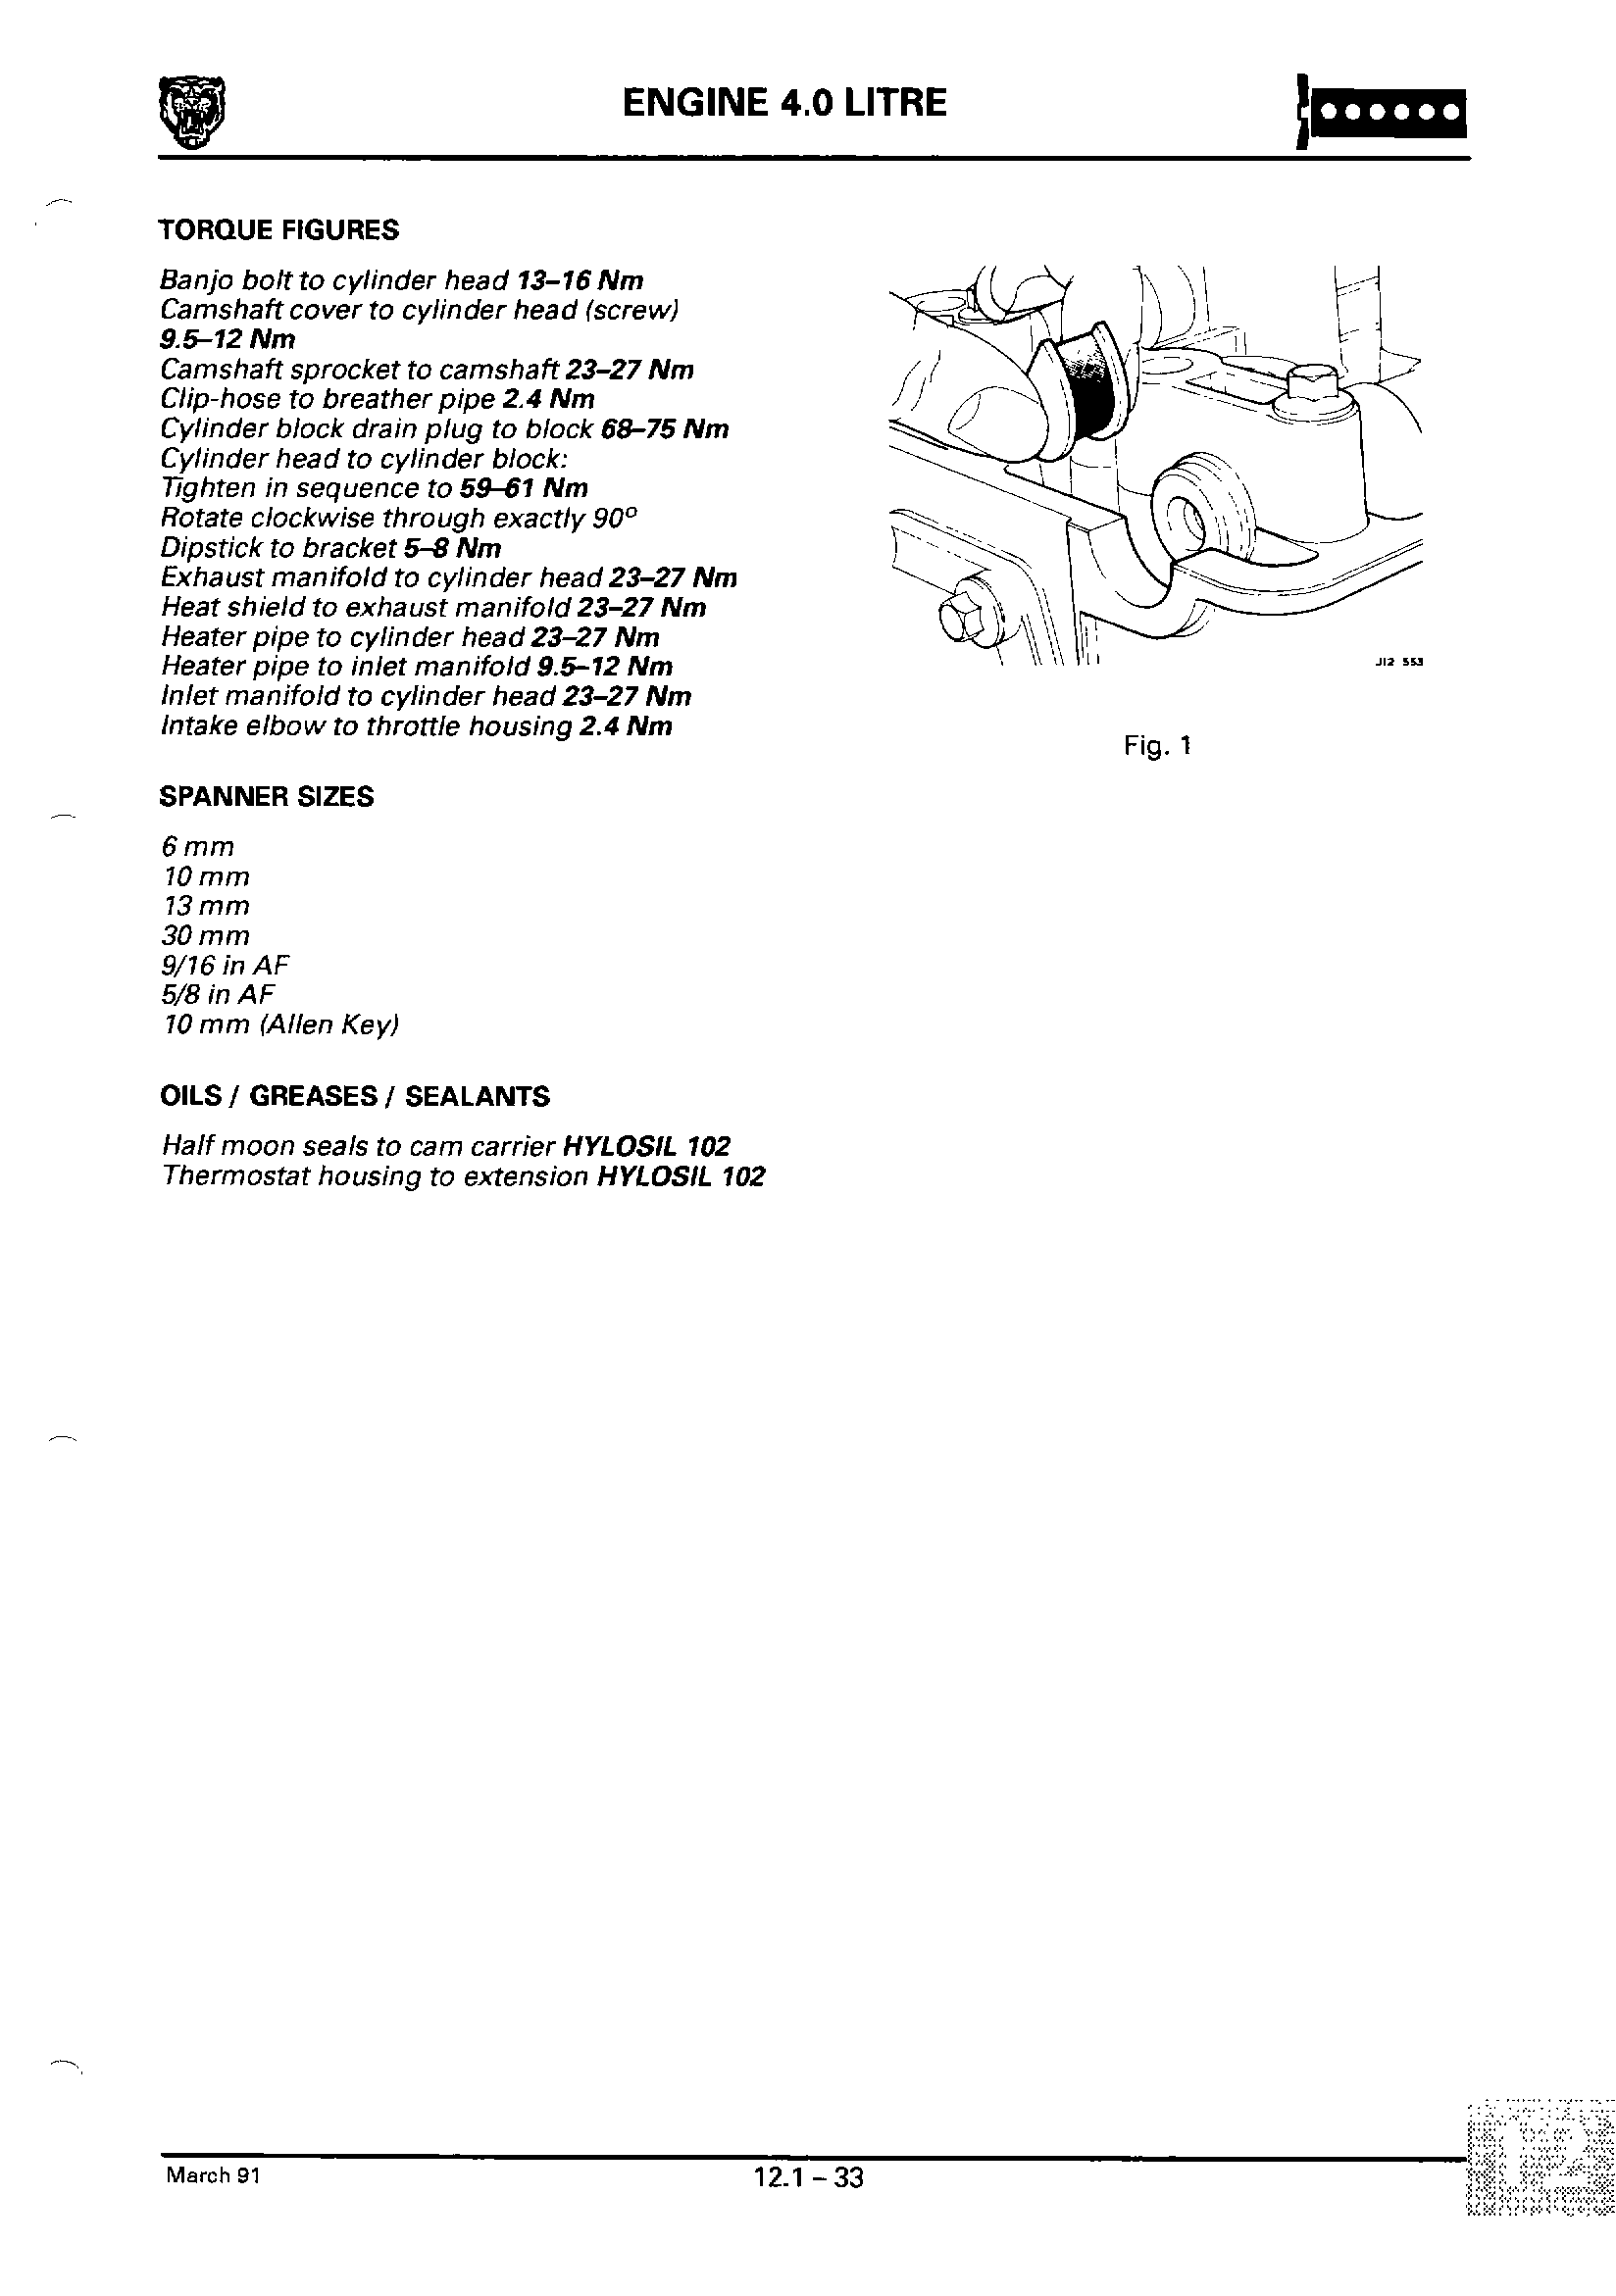 ENGINE 4.0 LITRE
TORQUE FIGURES
Banjo bolt to cylinder head 13–16 Nm
Camshaft cover to cylinder head (screw)
9.5–12 Nm
Camshaft sprocket to camshaft 23–27 Nm
Clip-hose to breather pipe 2.4 Nm
Cylinder block drain plug to block 68–75 Nm
Cylinder head to cylinder block:
Tighten in sequence to 59–61 Nm
Rotate clockwise through exactly 90°
Dipstick to bracket 5–8 Nm
Exhaust manifold to cylinder head 23–27 Nm
Heat shield to exhaust manifold 23–27 Nm
Heater pipe to cylinder head 23–27 Nm
Heater pipe to inlet manifold 9.5–12 Nm
Inlet manifold to cylinder head 23–27 Nm
Intake elbow to throttle housing 2.4 Nm
SPANNER SIZES
6 mm
10 mm
13 mm
30 mm
9/16 in AF
5/8 in AF
10 mm (Allen Key)
OILS / GREASES / SEALANTS
Half moon seals to cam carrier HYLOSIL 102
Thermostat housing to extension HYLOSIL 102
J12 553
Fig. 1
March 91
12.1 – 33
12